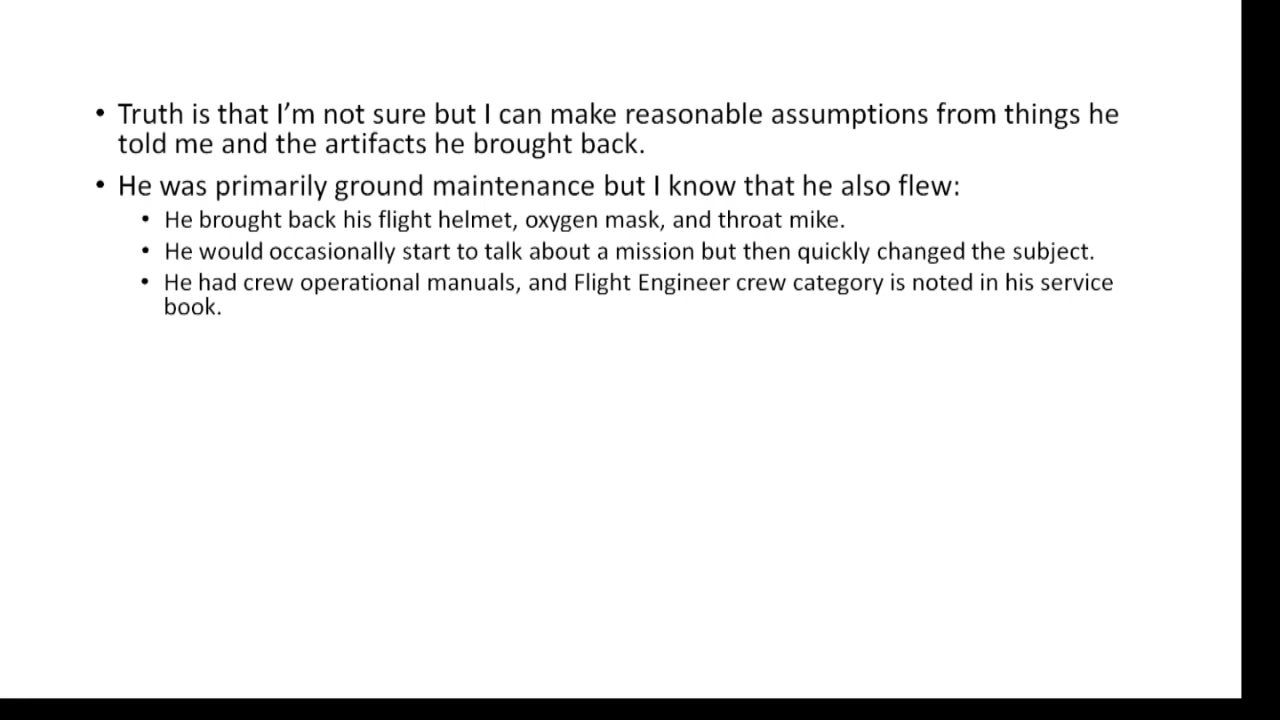 • Truth is that I’m not sure but I can make reasonable assumptions from things he
told me and the artifacts he brought back.
• He was primarily ground maintenance but I know that he also flew:
• He brought back his flight helmet, oxygen mask, and throat mike.
• He would occasionally start to talk about a mission but then quickly changed the subject.
• He had crew operational manuals, and Flight Engineer crew category is noted in his service
book.